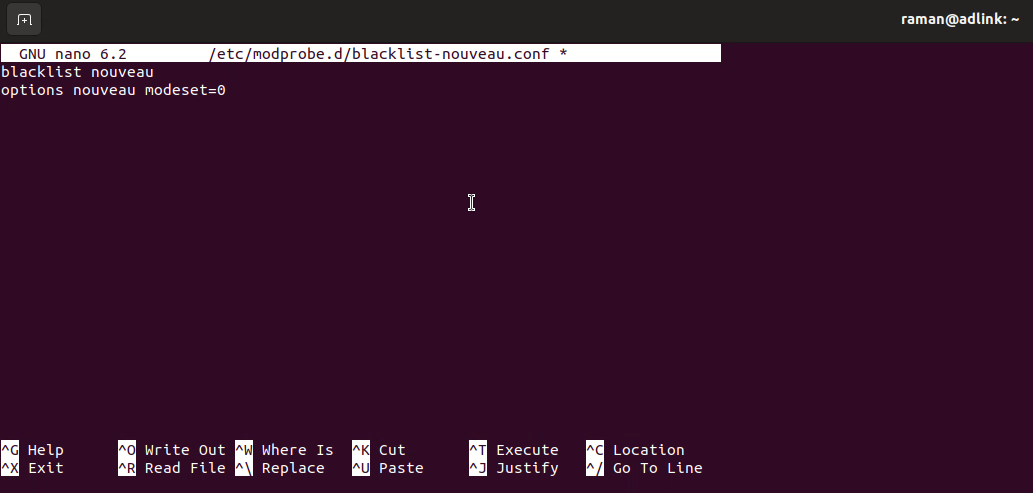 raman@adlink: ~
GNU nano 6.2 /etc/modprobe.d/blacklist-nouveau.conf *
blacklist nouveau
options nouveau modeset=0
^G Help ^O Write Out ^W Where Is ^K Cut ^T Execute ^C Location
^X Exit ^R Read File ^\ Replace ^U Paste ^J Justify ^/ Go To Line